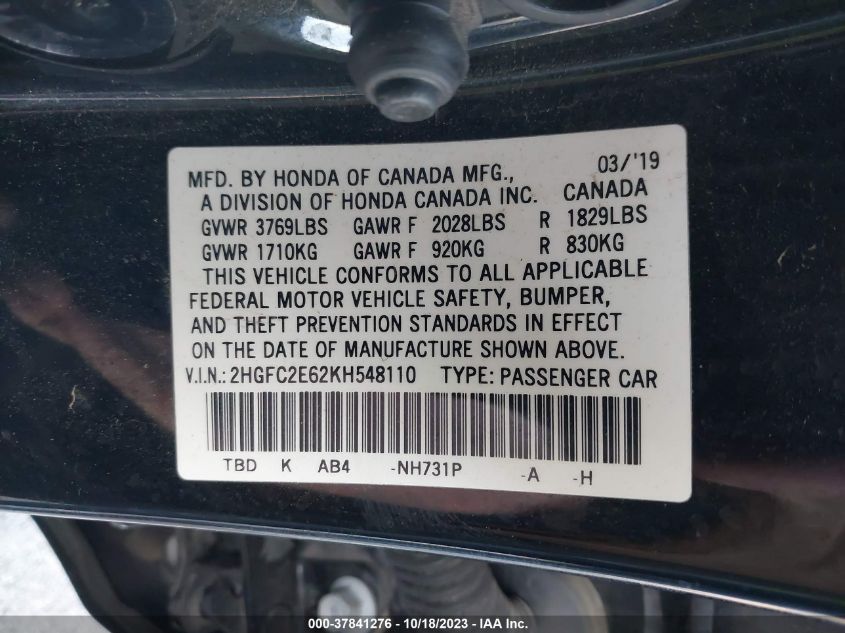 MFD. BY HONDA OF CANADA MFG., 03/'19
A DIVISION OF HONDA CANADA INC. CANADA
GVWR 3769LBS GAWR F 2028LBS R 1829LBS
GVWR 1710KG GAWR F 920KG R 830KG
THIS VEHICLE CONFORMS TO ALL APPLICABLE
FEDERAL MOTOR VEHICLE SAFETY, BUMPER,
AND THEFT PREVENTION STANDARDS IN EFFECT
ON THE DATE OF MANUFACTURE SHOWN ABOVE.
V.I.N.: 2HGFC2E62KH548110 TYPE: PASSENGER CAR
TBD K AB4 -NH731P -A -H
000-37841276 | 10/18/2023 | Copyright © IAA, Inc.